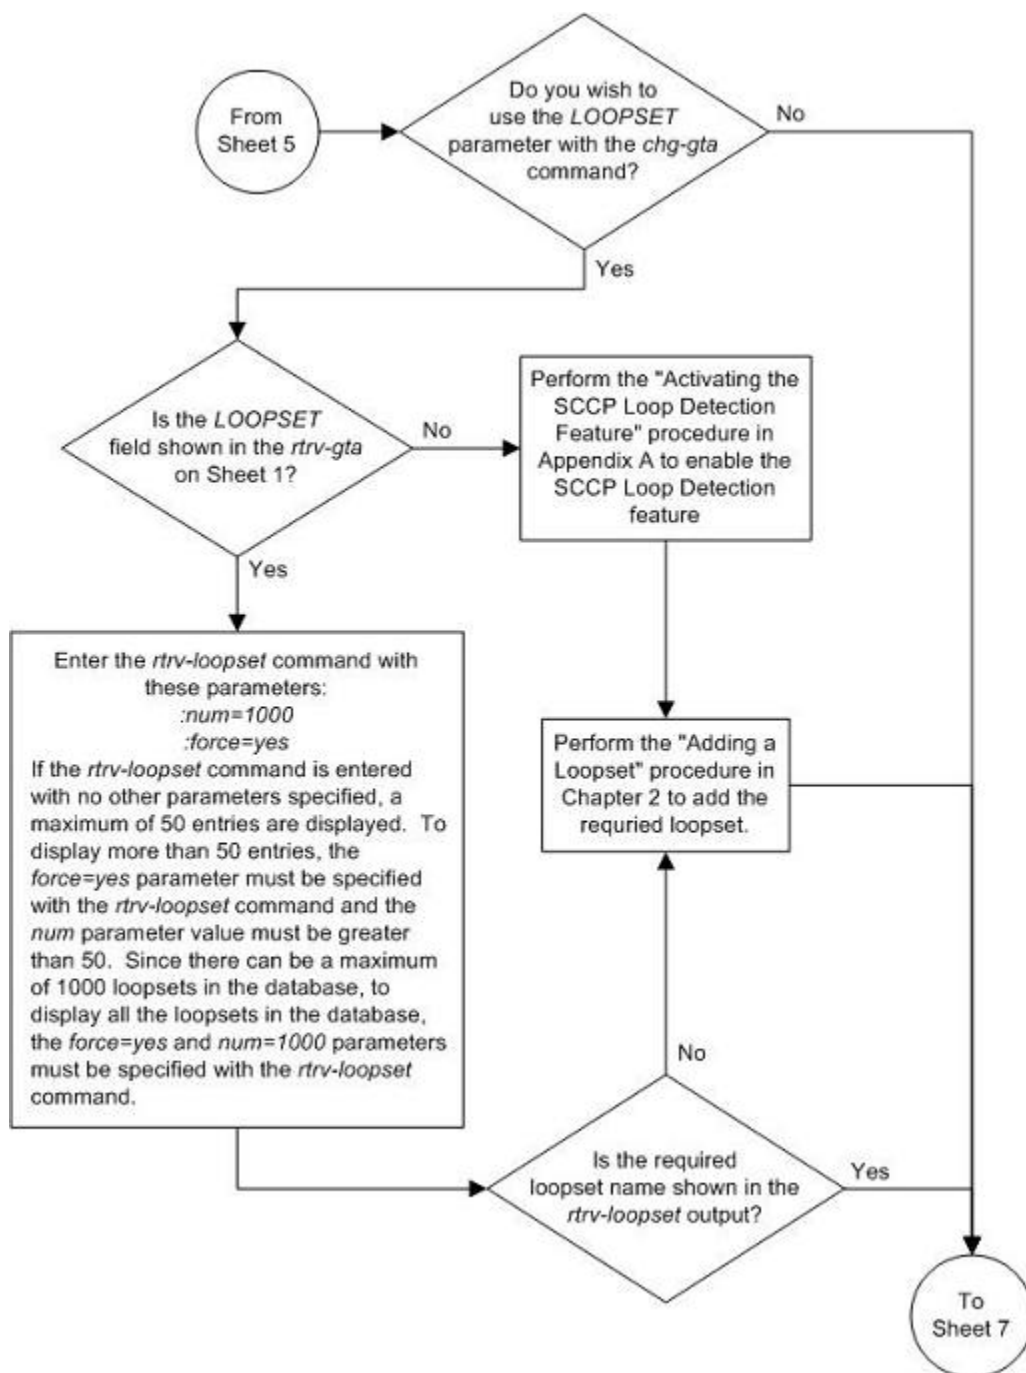 From
Sheet 5
Do you wish to
use the LOOPSET
parameter with the chg-gta
command?
No
Yes
Is the LOOPSET
field shown in the rtrv-gta
on Sheet 1?
No
Yes
Perform the "Activating the
SCCP Loop Detection
Feature" procedure in
Appendix A to enable the
SCCP Loop Detection
feature
Enter the rtrv-loopset command with
these parameters:
:num=1000
:force=yes
If the rtrv-loopset command is entered
with no other parameters specified, a
maximum of 50 entries are displayed. To
display more than 50 entries, the
force=yes parameter must be specified
with the rtrv-loopset command and the
num parameter value must be greater
than 50. Since there can be a maximum
of 1000 loopsets in the database, to
display all the loopsets in the database,
the force=yes and num=1000 parameters
must be specified with the rtrv-loopset
command.
Perform the "Adding a
Loopset" procedure in
Chapter 2 to add the
requried loopset.
No
Is the required
loopset name shown in the
rtrv-loopset output?
Yes
To
Sheet 7